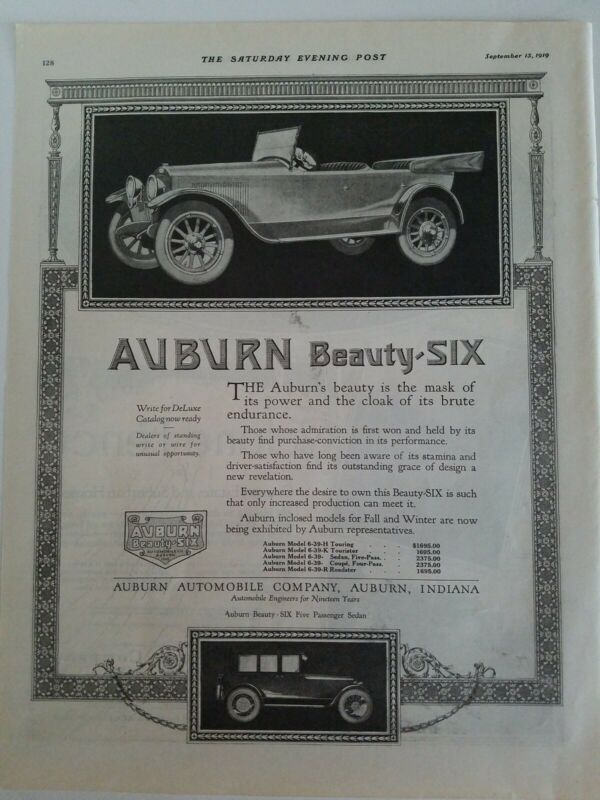 128
THE SATURDAY EVENING POST
September 13, 1919
AUBURN Beauty-SIX
Write for DeLuxe
Catalog now ready
Dealers of standing
write or wire for
unusual opportunity.
THE Auburn's beauty is the mask of
its power and the cloak of its brute
endurance.
Those whose admiration is first won and held by its
beauty find purchase-conviction in its performance.
Those who have long been aware of its stamina and
driver-satisfaction find its outstanding grace of design a
new revelation.
Everywhere the desire to own this Beauty-SIX is such
that only increased production can meet it.
Auburn inclosed models for Fall and Winter are now
being exhibited by Auburn representatives.
Auburn Model 6-39-H Touring . . . $1695.00
Auburn Model 6-39-K Tourister . . 1695.00
Auburn Model 6-39- Sedan, Five-Pass. . 2375.00
Auburn Model 6-39- Coupé, Four-Pass. . 2375.00
Auburn Model 6-39-R Roadster . . 1695.00
AUBURN
Beauty-SIX
AUBURN AUTOMOBILE COMPANY, AUBURN, INDIANA
Automobile Engineers for Nineteen Years
Auburn Beauty-SIX Five Passenger Sedan